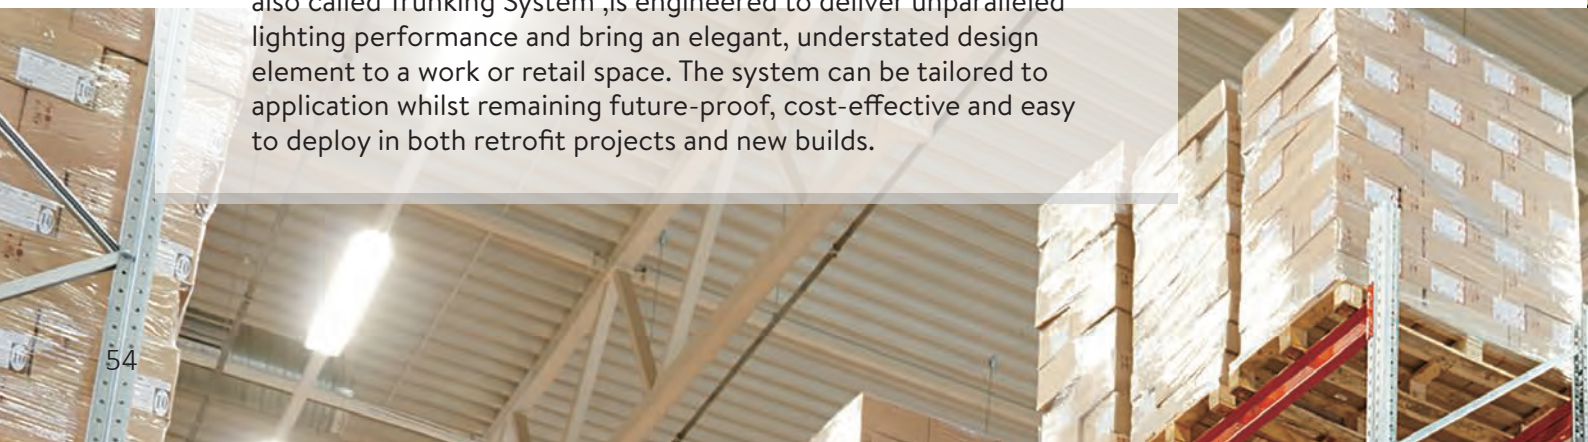 also called Trunking System ,is engineered to deliver unparalleled
lighting performance and bring an elegant, understated design
element to a work or retail space. The system can be tailored to
application whilst remaining future-proof, cost-effective and easy
to deploy in both retrofit projects and new builds.
54